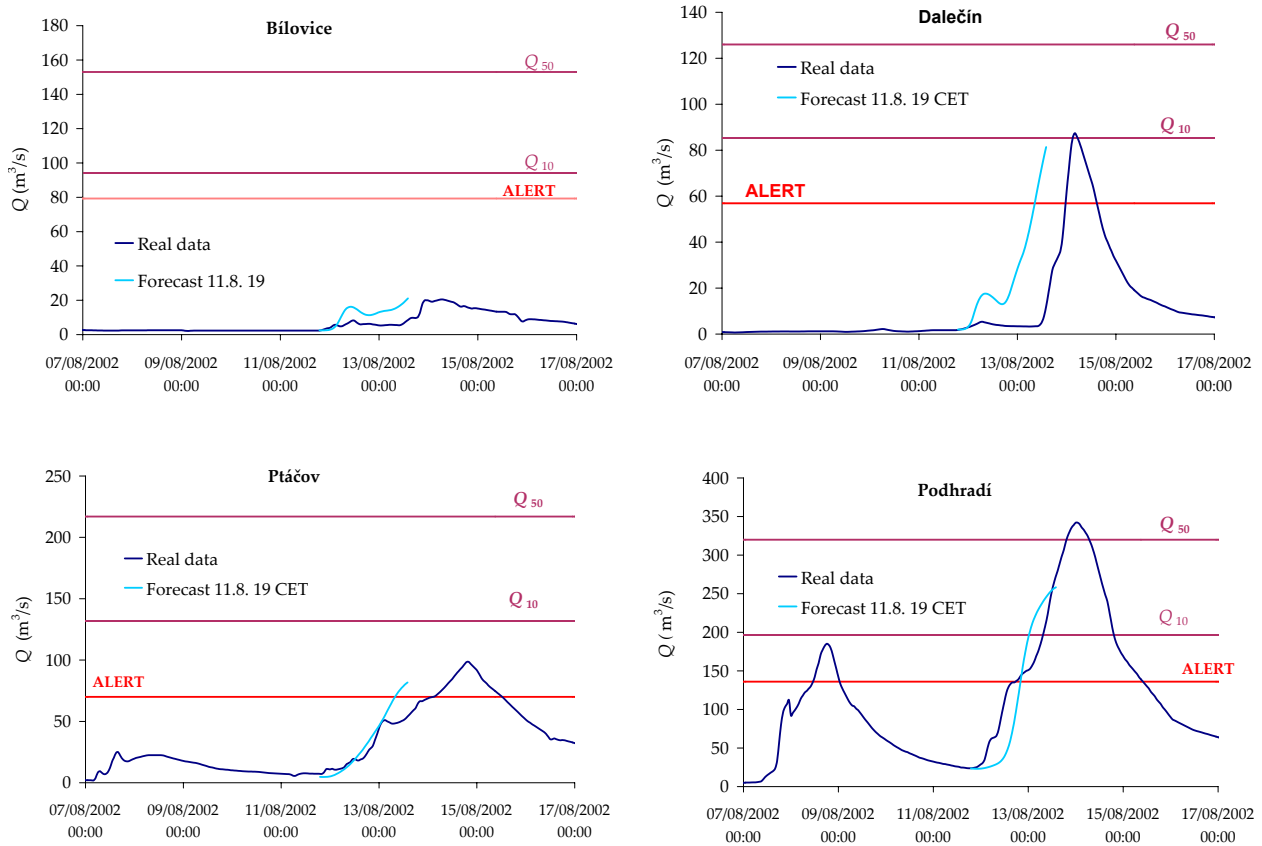 Bílovice
180
160
140
120
100
80
60
40
20
0
Q (m³/s)
Q 50
Q 10
ALERT
Real data
Forecast 11.8. 19
07/08/2002 09/08/2002 11/08/2002 13/08/2002 15/08/2002 17/08/2002
00:00 00:00 00:00 00:00 00:00 00:00
Dalečín
140
120
100
80
60
40
20
0
Q (m³/s)
Q 50
Real data
Forecast 11.8. 19 CET
Q 10
ALERT
07/08/2002 09/08/2002 11/08/2002 13/08/2002 15/08/2002 17/08/2002
00:00 00:00 00:00 00:00 00:00 00:00
Ptáčov
250
200
150
100
50
0
Q (m³/s)
Q 50
Real data
Forecast 11.8. 19 CET
Q 10
ALERT
07/08/2002 09/08/2002 11/08/2002 13/08/2002 15/08/2002 17/08/2002
00:00 00:00 00:00 00:00 00:00 00:00
Podhradí
400
350
300
250
200
150
100
50
0
Q ( m³/s)
Q 50
Real data
Forecast 11.8. 19 CET
Q 10
ALERT
07/08/2002 09/08/2002 11/08/2002 13/08/2002 15/08/2002 17/08/2002
00:00 00:00 00:00 00:00 00:00 00:00